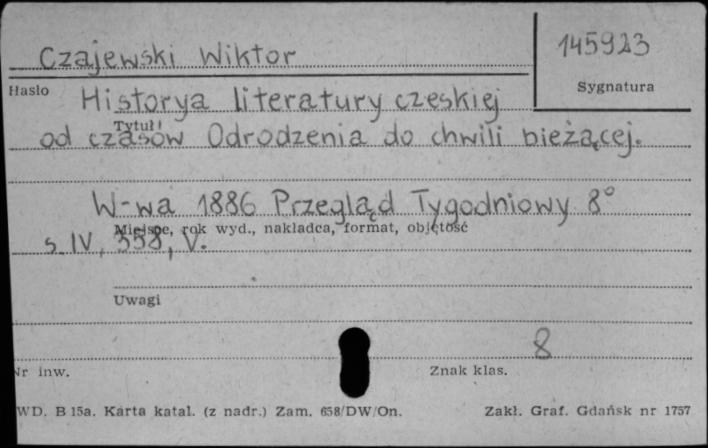 Czajewski Wiktor
145923
Hasło
Sygnatura
Historya literatury czeskiej
Tytuł
od czasów Odrodzenia do chwili bieżącej.
W-wa 1886 Przegląd Tygodniowy 8°
Miejsce, rok wyd., nakladca, format, objętość
s. IV, 358, V.
Uwagi
8
Nr inw.
Znak klas.
WD. B 15a. Karta katal. (z nadr.) Zam. 658/DW/On.
Zakł. Graf. Gdańsk nr 1757